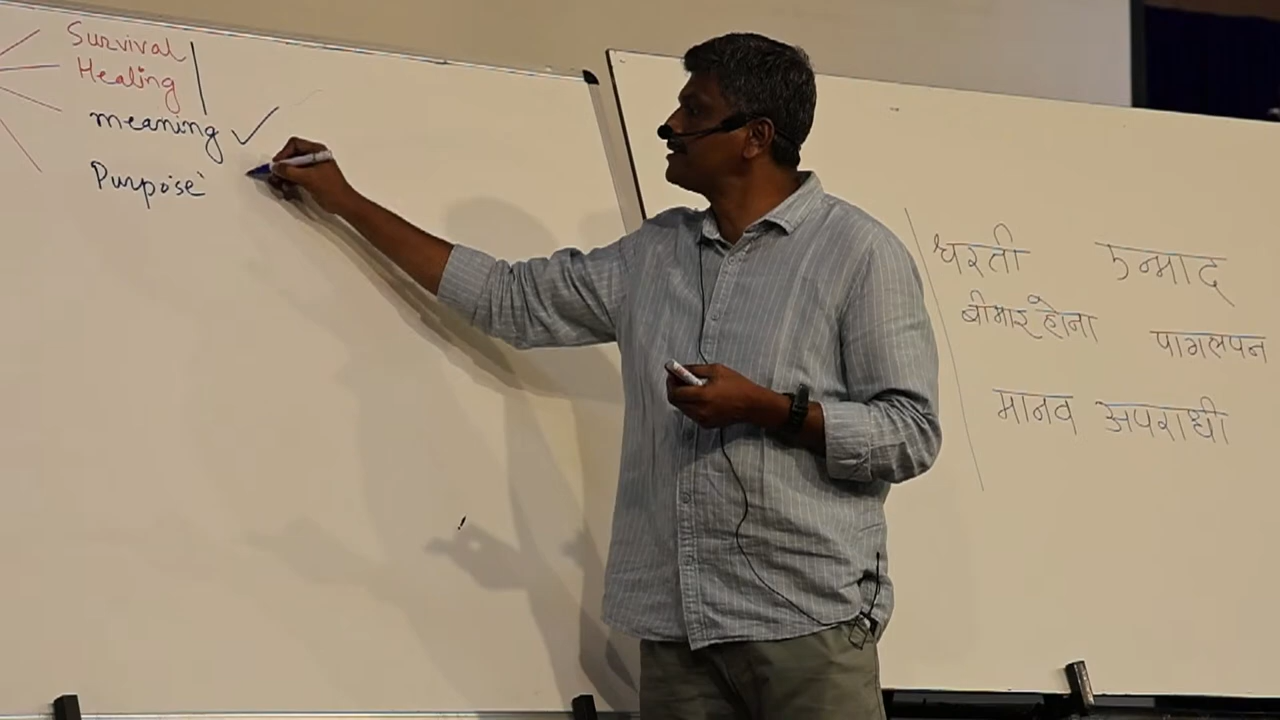 Survival
Healing
meaning
Purpose
धरती उन्माद
बीमार होना पागलपन
मानव अपराधी